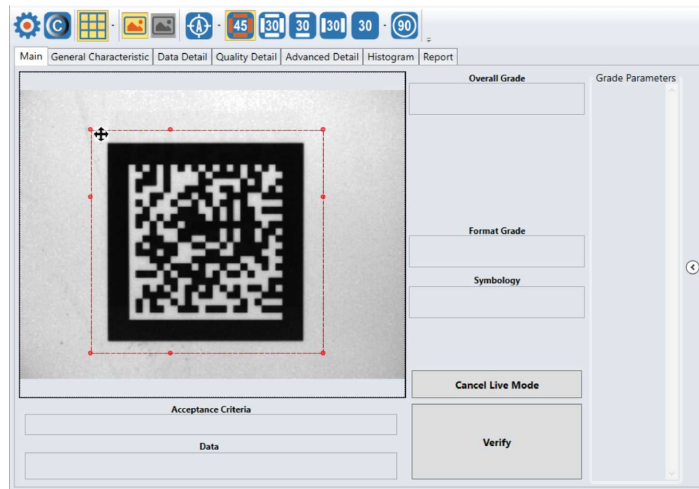 C
A
45
30
30
30
30
90
Main General Characteristic Data Detail Quality Detail Advanced Detail Histogram Report
Overall Grade
Grade Parameters
Format Grade
Symbology
Cancel Live Mode
Acceptance Criteria
Verify
Data